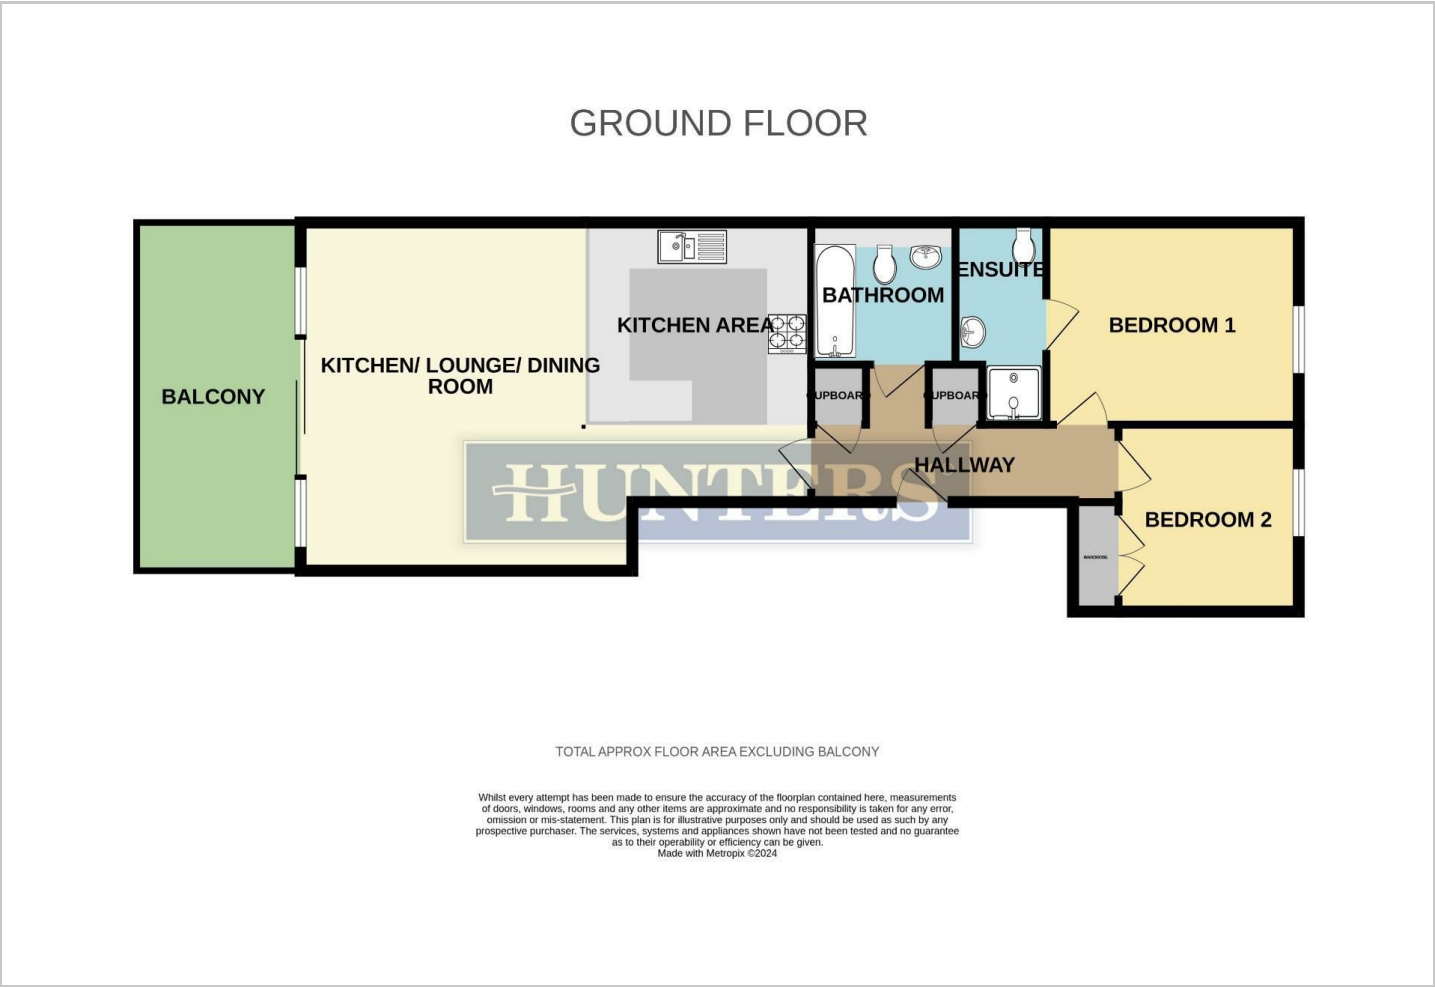 GROUND FLOOR
BALCONY
KITCHEN/ LOUNGE/ DINING
ROOM
KITCHEN AREA
BATHROOM
ENSUITE
BEDROOM 1
CUPBOARD
CUPBOARD
HALLWAY
HUNTERS
BEDROOM 2
WARDROBE
TOTAL APPROX FLOOR AREA EXCLUDING BALCONY
Whilst every attempt has been made to ensure the accuracy of the floorplan contained here, measurements
of doors, windows, rooms and any other items are approximate and no responsibility is taken for any error,
omission or mis-statement. This plan is for illustrative purposes only and should be used as such by any
prospective purchaser. The services, systems and appliances shown have not been tested and no guarantee
as to their operability or efficiency can be given.
Made with Metropix ©2024